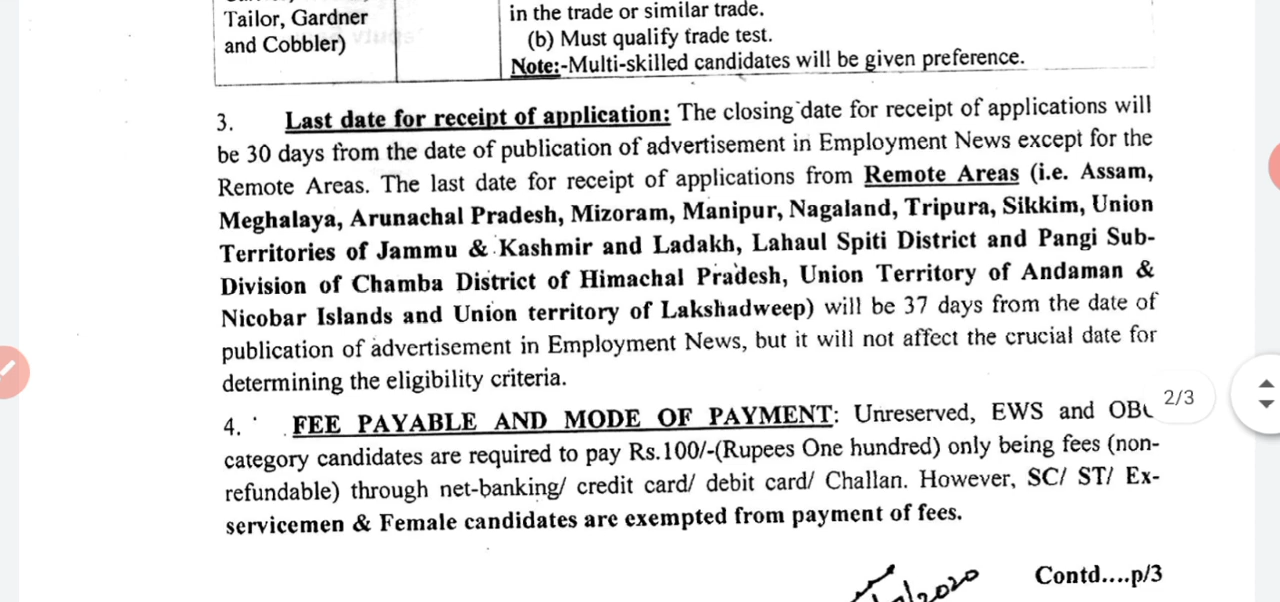 Tailor, Gardner
and Cobbler)
in the trade or similar trade.
(b) Must qualify trade test.
Note:-Multi-skilled candidates will be given preference.
3. Last date for receipt of application: The closing date for receipt of applications will
be 30 days from the date of publication of advertisement in Employment News except for the
Remote Areas. The last date for receipt of applications from Remote Areas (i.e. Assam,
Meghalaya, Arunachal Pradesh, Mizoram, Manipur, Nagaland, Tripura, Sikkim, Union
Territories of Jammu & Kashmir and Ladakh, Lahaul Spiti District and Pangi Sub-
Division of Chamba District of Himachal Pradesh, Union Territory of Andaman &
Nicobar Islands and Union territory of Lakshadweep) will be 37 days from the date of
publication of advertisement in Employment News, but it will not affect the crucial date for
determining the eligibility criteria.
2/3
4. FEE PAYABLE AND MODE OF PAYMENT: Unreserved, EWS and OBC
category candidates are required to pay Rs.100/-(Rupees One hundred) only being fees (non-
refundable) through net-banking/ credit card/ debit card/ Challan. However, SC/ ST/ Ex-
servicemen & Female candidates are exempted from payment of fees.
/2020
Contd....p/3